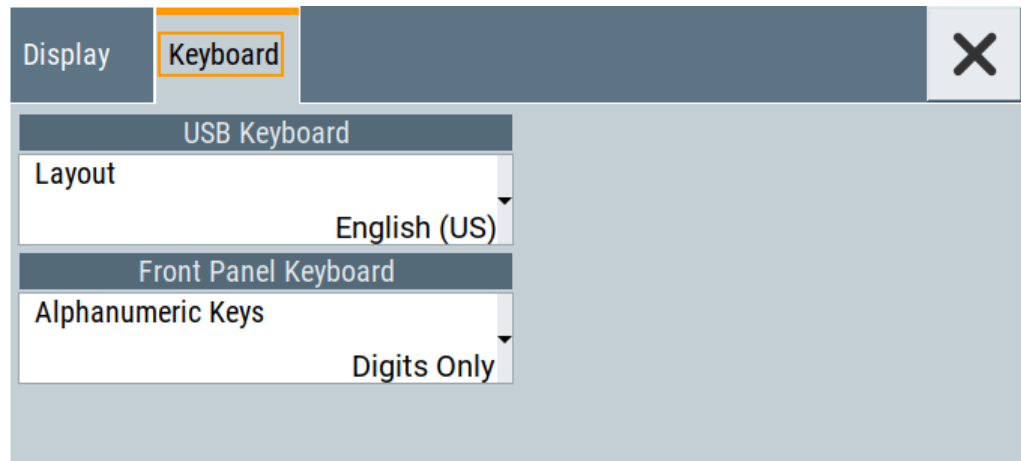 Display
Keyboard
USB Keyboard
Layout
English (US)
Front Panel Keyboard
Alphanumeric Keys
Digits Only